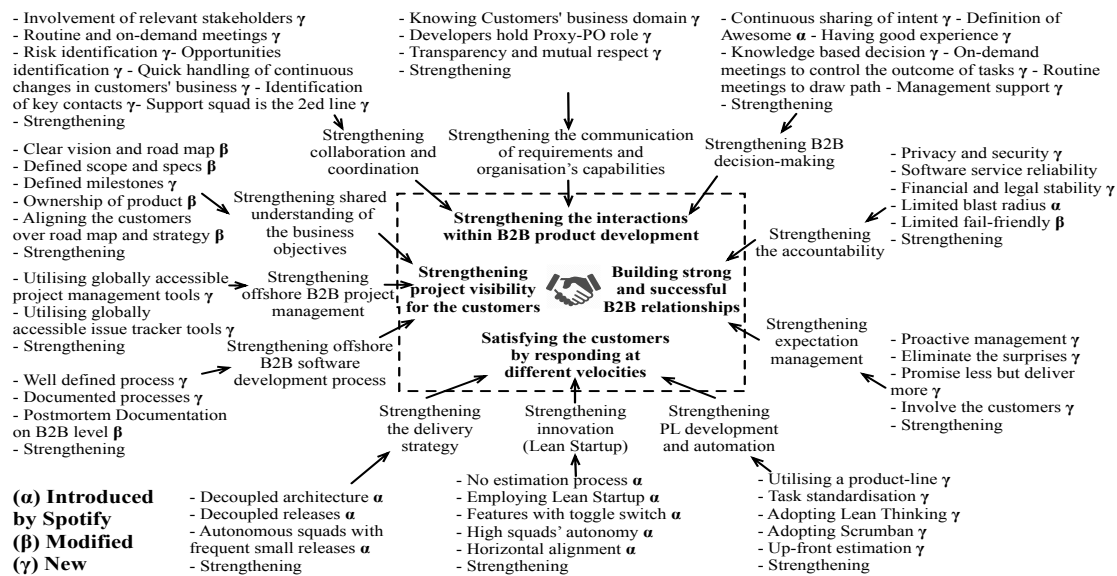 - Involvement of relevant stakeholders γ
- Routine and on-demand meetings γ
- Risk identification γ- Opportunities
identification γ - Quick handling of continuous
changes in customers' business γ - Identification
of key contacts γ- Support squad is the 2ed line γ
- Strengthening
- Knowing Customers' business domain γ
- Developers hold Proxy-PO role γ
- Transparency and mutual respect γ
- Strengthening
- Continuous sharing of intent γ - Definition of
Awesome α - Having good experience γ
- Knowledge based decision γ - On-demand
meetings to control the outcome of tasks γ - Routine
meetings to draw path - Management support γ
- Strengthening
Strengthening
collaboration and
coordination
Strengthening the communication
of requirements and
organisation's capabilities
Strengthening B2B
decision-making
- Clear vision and road map β
- Defined scope and specs β
- Defined milestones γ
- Ownership of product β
- Aligning the customers
over road map and strategy β
- Strengthening
Strengthening shared
understanding of
the business
objectives
- Privacy and security γ
- Software service reliability
- Financial and legal stability γ
- Limited blast radius α
- Limited fail-friendly β
- Strengthening
Strengthening
the accountability
Strengthening the interactions
within B2B product development
Strengthening
project visibility
for the customers
Building strong
and successful
B2B relationships
Satisfying the customers
by responding at
different velocities
- Utilising globally accessible
project management tools γ
- Utilising globally
accessible issue tracker tools γ
- Strengthening
Strengthening
offshore B2B project
management
Strengthening offshore
B2B software
development process
- Well defined process γ
- Documented processes γ
- Postmortem Documentation
on B2B level β
- Strengthening
Strengthening
expectation
management
- Proactive management γ
- Eliminate the surprises γ
- Promise less but deliver
more γ
- Involve the customers γ
- Strengthening
Strengthening
the delivery
strategy
Strengthening
innovation
(Lean Startup)
Strengthening
PL development
and automation
(α) Introduced
by Spotify
(β) Modified
(γ) New
- Decoupled architecture α
- Decoupled releases α
- Autonomous squads with
frequent small releases α
- Strengthening
- No estimation process α
- Employing Lean Startup α
- Features with toggle switch α
- High squads' autonomy α
- Horizontal alignment α
- Strengthening
- Utilising a product-line γ
- Task standardisation γ
- Adopting Lean Thinking γ
- Adopting Scrumban γ
- Up-front estimation γ
- Strengthening